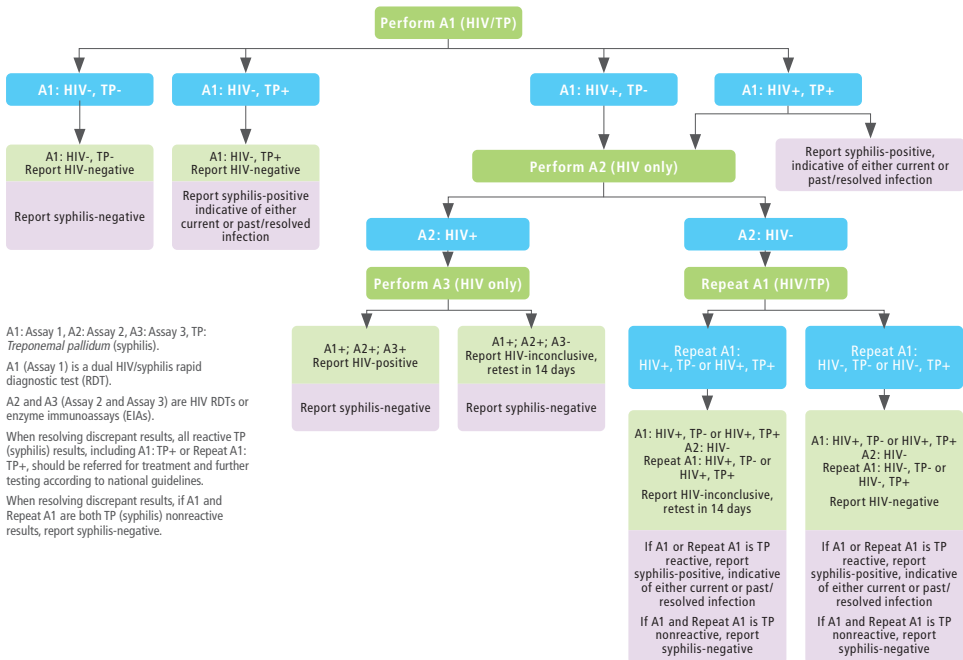 Perform A1 (HIV/TP)
A1: HIV-, TP-
A1: HIV-, TP+
A1: HIV+, TP-
A1: HIV+, TP+
A1: HIV-, TP-
Report HIV-negative
Report syphilis-negative
A1: HIV-, TP+
Report HIV-negative
Report syphilis-positive
indicative of either
current or past/resolved
infection
Perform A2 (HIV only)
Report syphilis-positive,
indicative of either current or
past/resolved infection
A2: HIV+
A2: HIV-
Perform A3 (HIV only)
Repeat A1 (HIV/TP)
A1+; A2+; A3+
Report HIV-positive
Report syphilis-negative
A1+; A2+; A3-
Report HIV-inconclusive,
retest in 14 days
Report syphilis-negative
Repeat A1:
HIV+, TP- or HIV+, TP+
Repeat A1:
HIV-, TP- or HIV-, TP+
A1: HIV+, TP- or HIV+, TP+
A2: HIV-
Repeat A1: HIV+, TP- or
HIV+, TP+
Report HIV-inconclusive,
retest in 14 days
If A1 or Repeat A1 is TP
reactive, report
syphilis-positive, indicative
of either current or past/
resolved infection
If A1 and Repeat A1 is TP
nonreactive, report
syphilis-negative
A1: HIV+, TP- or HIV+, TP+
A2: HIV-
Repeat A1: HIV-, TP- or
HIV-, TP+
Report HIV-negative
If A1 or Repeat A1 is TP
reactive, report
syphilis-positive, indicative
of either current or past/
resolved infection
If A1 and Repeat A1 is TP
nonreactive, report
syphilis-negative
A1: Assay 1, A2: Assay 2, A3: Assay 3, TP:
Treponemal pallidum (syphilis).
A1 (Assay 1) is a dual HIV/syphilis rapid
diagnostic test (RDT).
A2 and A3 (Assay 2 and Assay 3) are HIV RDTs or
enzyme immunoassays (EIAs).
When resolving discrepant results, all reactive TP
(syphilis) results, including A1: TP+ or Repeat A1:
TP+, should be referred for treatment and further
testing according to national guidelines.
When resolving discrepant results, if A1 and
Repeat A1 are both TP (syphilis) nonreactive
results, report syphilis-negative.